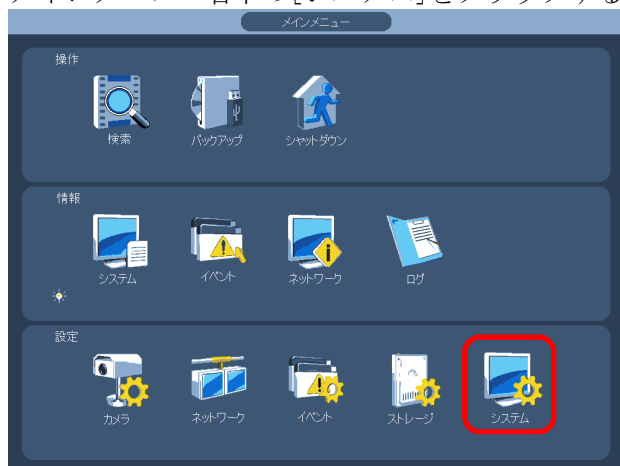 メインメニュー
操作
検索 バックアップ シャットダウン
情報
システム イベント ネットワーク ログ
設定
カメラ ネットワーク イベント ストレージ システム